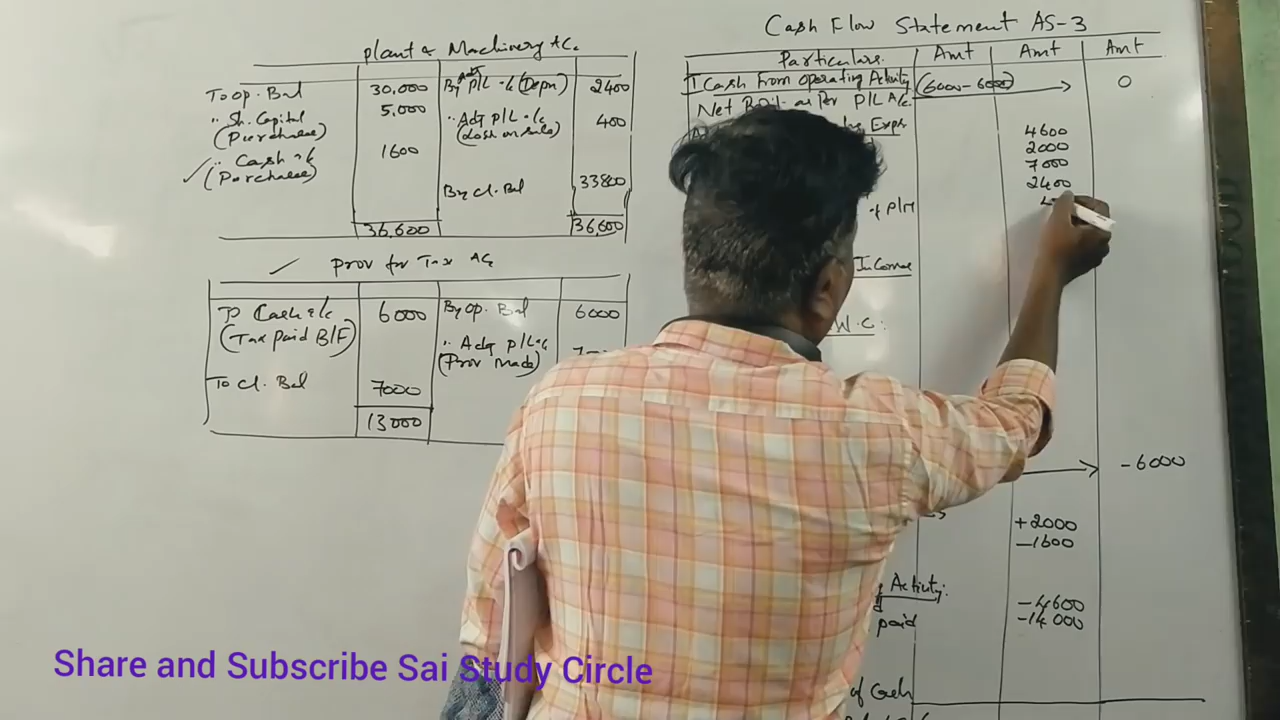 Cash Flow Statement AS-3
Plant & Machinery A/c
To op. Bal 30,000 By adj P/L a/c (Depn) 2400
" Sh. Capital 5,000 " Adj P/L a/c 400
(Purchase) (Loss on sale)
" Cash a/c 1600
(Purchase)
By Cl. Bal 33800
36,600 36,600
✓ Prov for Tax A/c
To Cash a/c 6000 By op. Bal 6000
(Tax Paid B/F) " Adj P/L a/c
(Prov Made)
To Cl. Bal 7000
13000
Particulars Amt Amt Amt
I Cash From operating Activity (6000-6000) 0
Net as Per P/L A/c
Exps
4600
2000
7000
2400
of P/M
Income
W.C:
-6000
+2000
-1600
Activity:
-4600
paid -14000
of Cash
Share and Subscribe Sai Study Circle